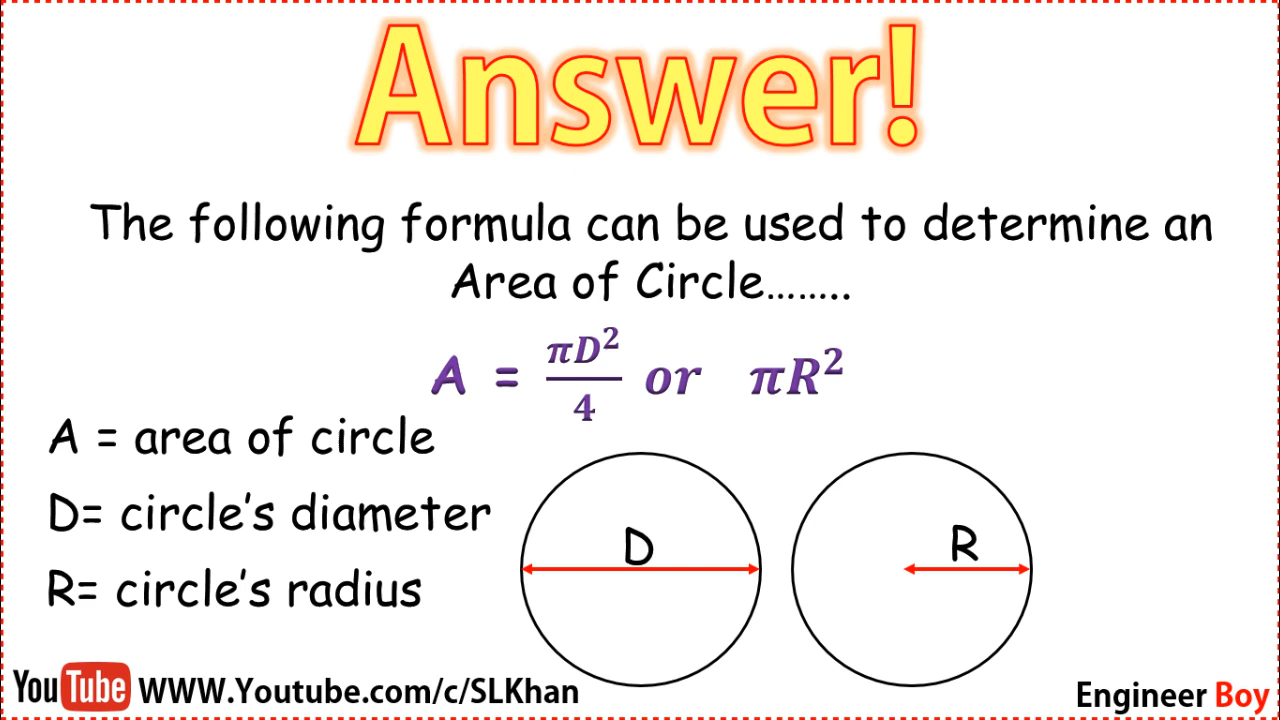 Answer!
The following formula can be used to determine an
Area of Circle……..
A = πD²/4 or πR²
A = area of circle
D= circle’s diameter
R= circle’s radius
D
R
YouTube WWW.Youtube.com/c/SLKhan
Engineer Boy